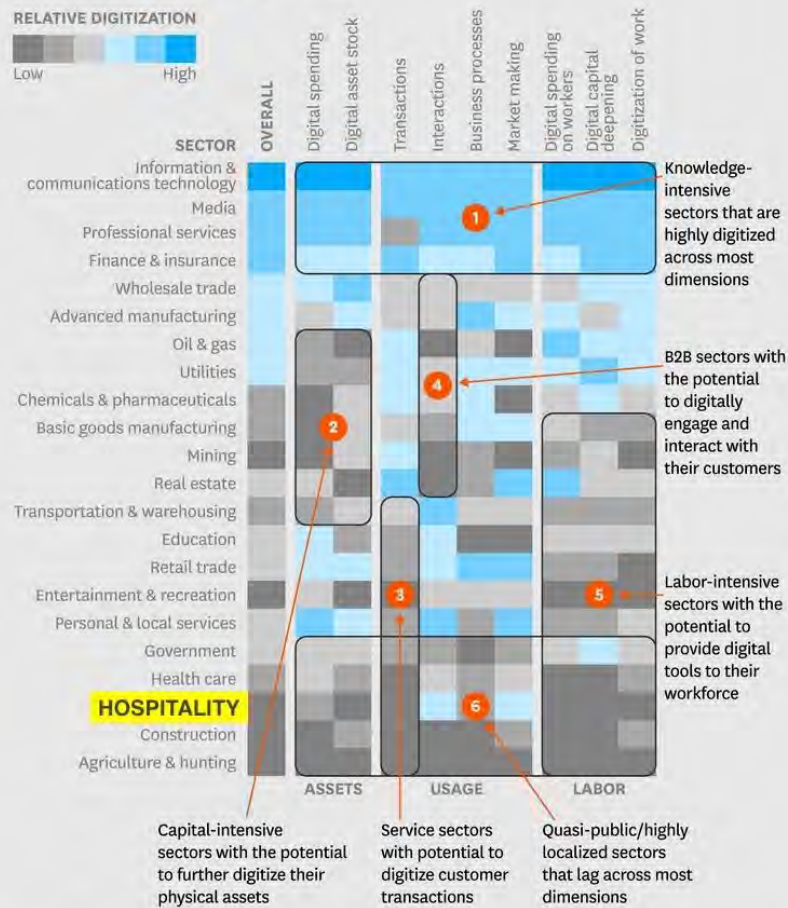 RELATIVE DIGITIZATION
Low
High
SECTOR
OVERALL
Digital spending
Digital asset stock
Transactions
Interactions
Business processes
Market making
Digital spending
on workers
Digital capital
deepening
Digitization of work
Information &
communications technology
Media
Professional services
Finance & insurance
Wholesale trade
Advanced manufacturing
Oil & gas
Utilities
Chemicals & pharmaceuticals
Basic goods manufacturing
Mining
Real estate
Transportation & warehousing
Education
Retail trade
Entertainment & recreation
Personal & local services
Government
Health care
HOSPITALITY
Construction
Agriculture & hunting
1
2
3
4
5
6
Knowledge-
intensive
sectors that are
highly digitized
across most
dimensions
B2B sectors with
the potential
to digitally
engage and
interact with
their customers
Labor-intensive
sectors with the
potential to
provide digital
tools to their
workforce
ASSETS
USAGE
LABOR
Capital-intensive
sectors with the potential
to further digitize their
physical assets
Service sectors
with potential to
digitize customer
transactions
Quasi-public/highly
localized sectors
that lag across most
dimensions